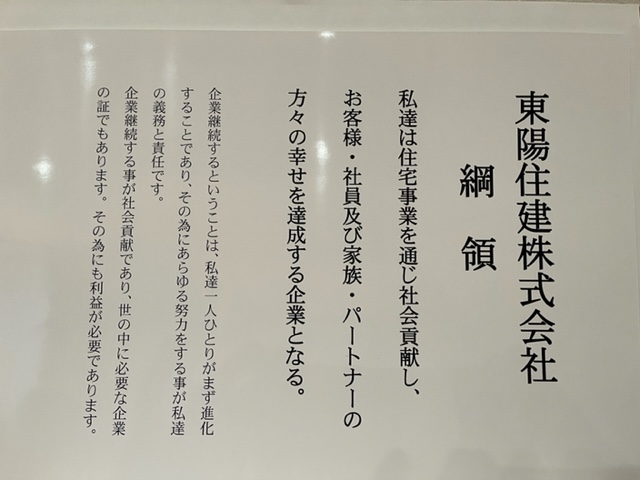 東陽住建株式会社
綱領
私達は住宅事業を通じ社会貢献し、
お客様・社員及び家族・パートナーの
方々の幸せを達成する企業となる。
企業継続するということは、私達一人ひとりがまず進化
することであり、その為にあらゆる努力をする事が私達
の義務と責任です。
企業継続する事が社会貢献であり、世の中に必要な企業
の証でもあります。その為にも利益が必要であります。